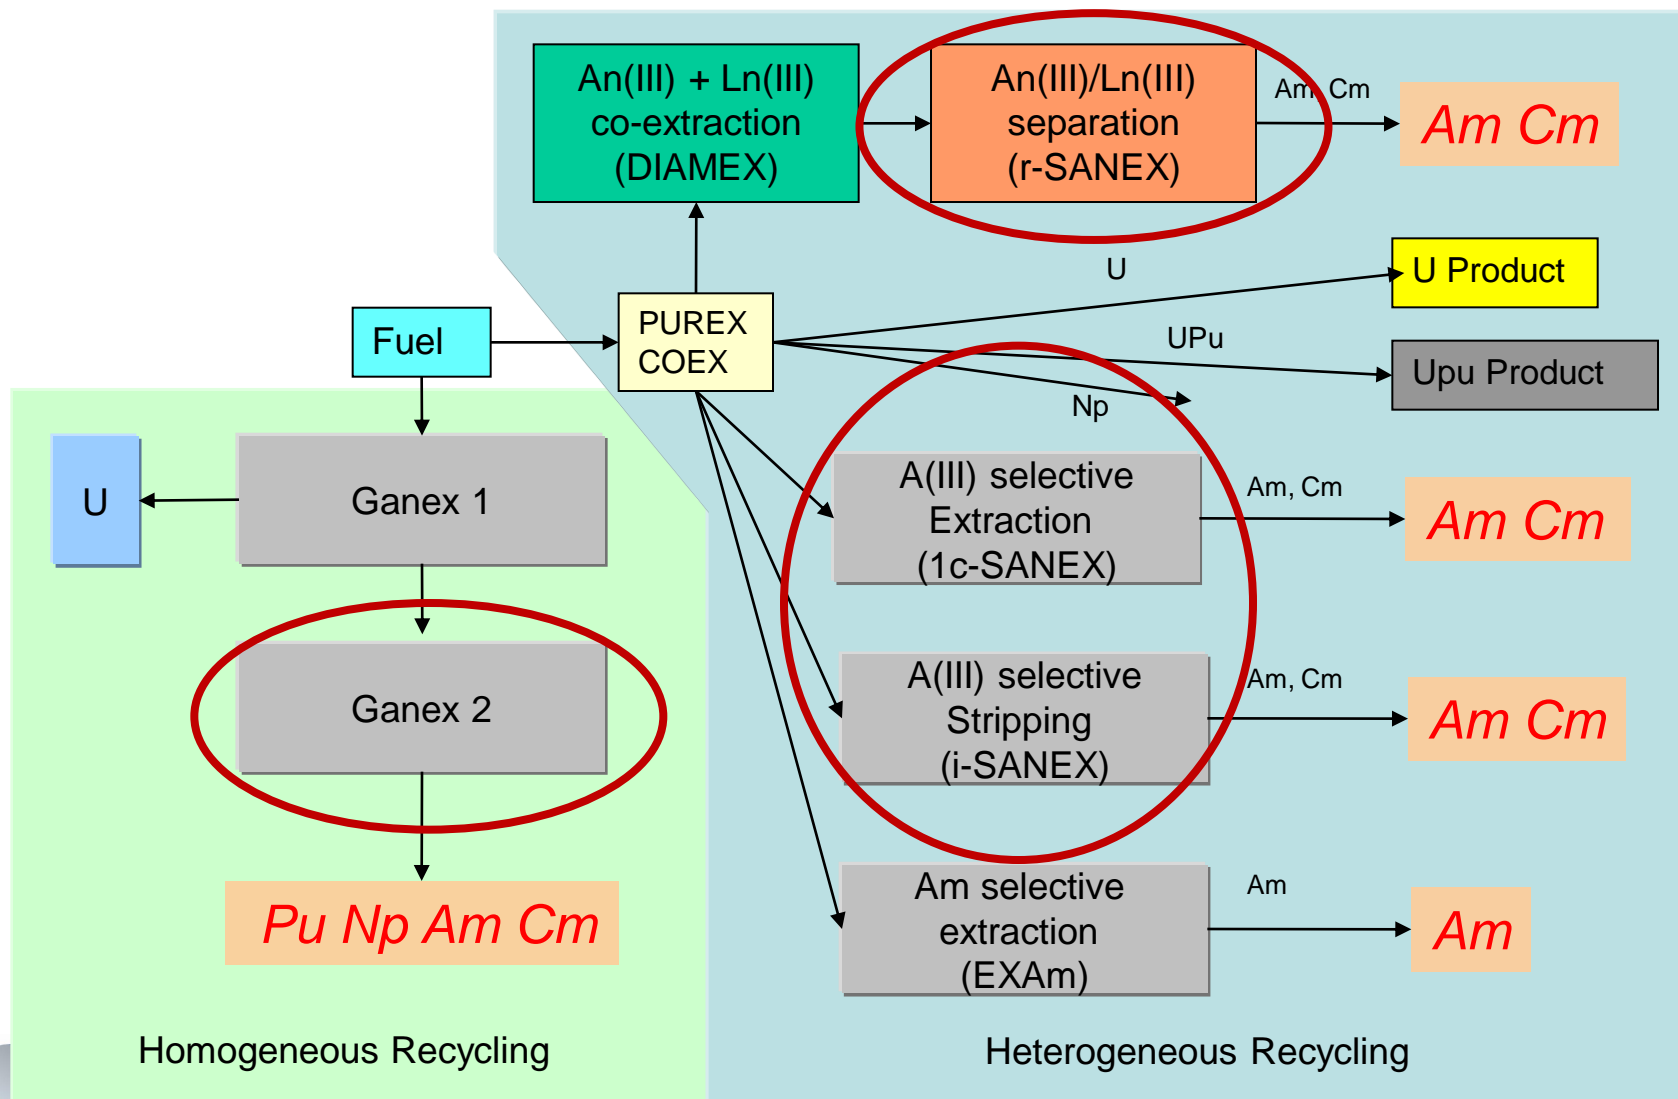 An(III) + Ln(III)
co-extraction
(DIAMEX)
An(III)/Ln(III)
separation
(r-SANEX)
Am, Cm
Am Cm
U
U Product
Fuel
PUREX
COEX
UPu
Upu Product
Np
U
Ganex 1
A(III) selective
Extraction
(1c-SANEX)
Am, Cm
Am Cm
Ganex 2
A(III) selective
Stripping
(i-SANEX)
Am, Cm
Am Cm
Pu Np Am Cm
Am selective
extraction
(EXAm)
Am
Am
Homogeneous Recycling
Heterogeneous Recycling